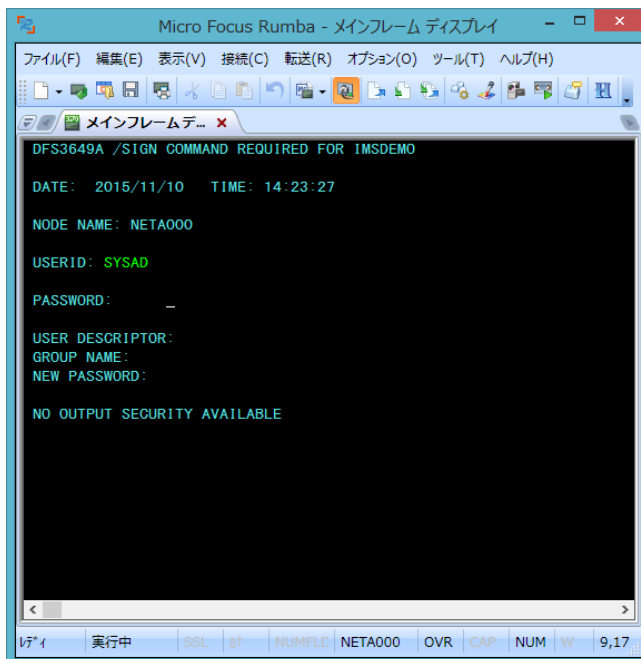 Micro Focus Rumba - メインフレーム ディスプレイ
ファイル(F) 編集(E) 表示(V) 接続(C) 転送(R) オプション(O) ツール(T) ヘルプ(H)
メインフレームデ...
DFS3649A /SIGN COMMAND REQUIRED FOR IMSDEMO
DATE: 2015/11/10 TIME: 14:23:27
NODE NAME: NETA000
USERID: SYSAD
PASSWORD: _
USER DESCRIPTOR:
GROUP NAME:
NEW PASSWORD:
NO OUTPUT SECURITY AVAILABLE
ﾚﾃﾞｨ 実行中 SSL ｶﾅ NUMFLD NETA000 OVR CAP NUM W 9,17